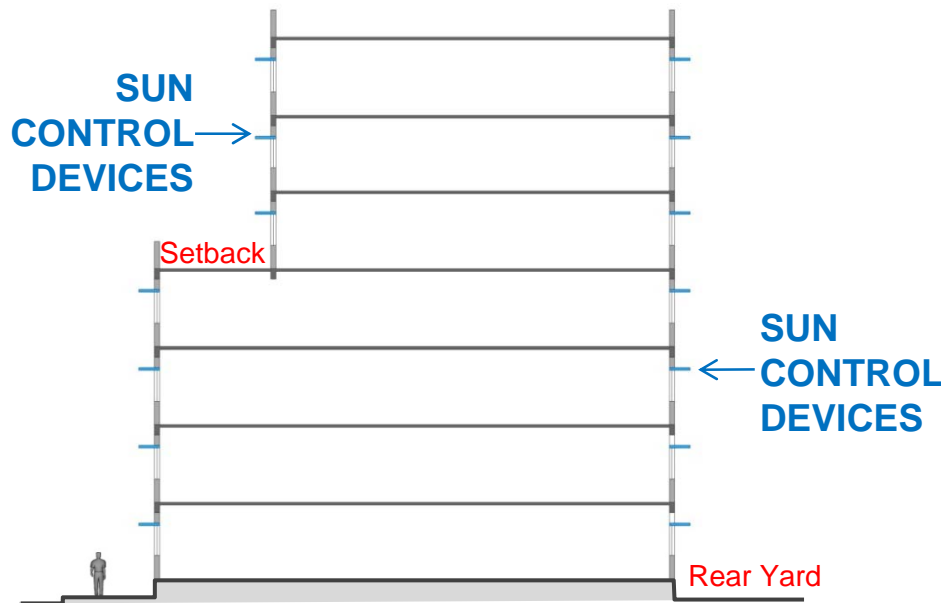 SUN
CONTROL
DEVICES
Setback
SUN
CONTROL
DEVICES
Rear Yard